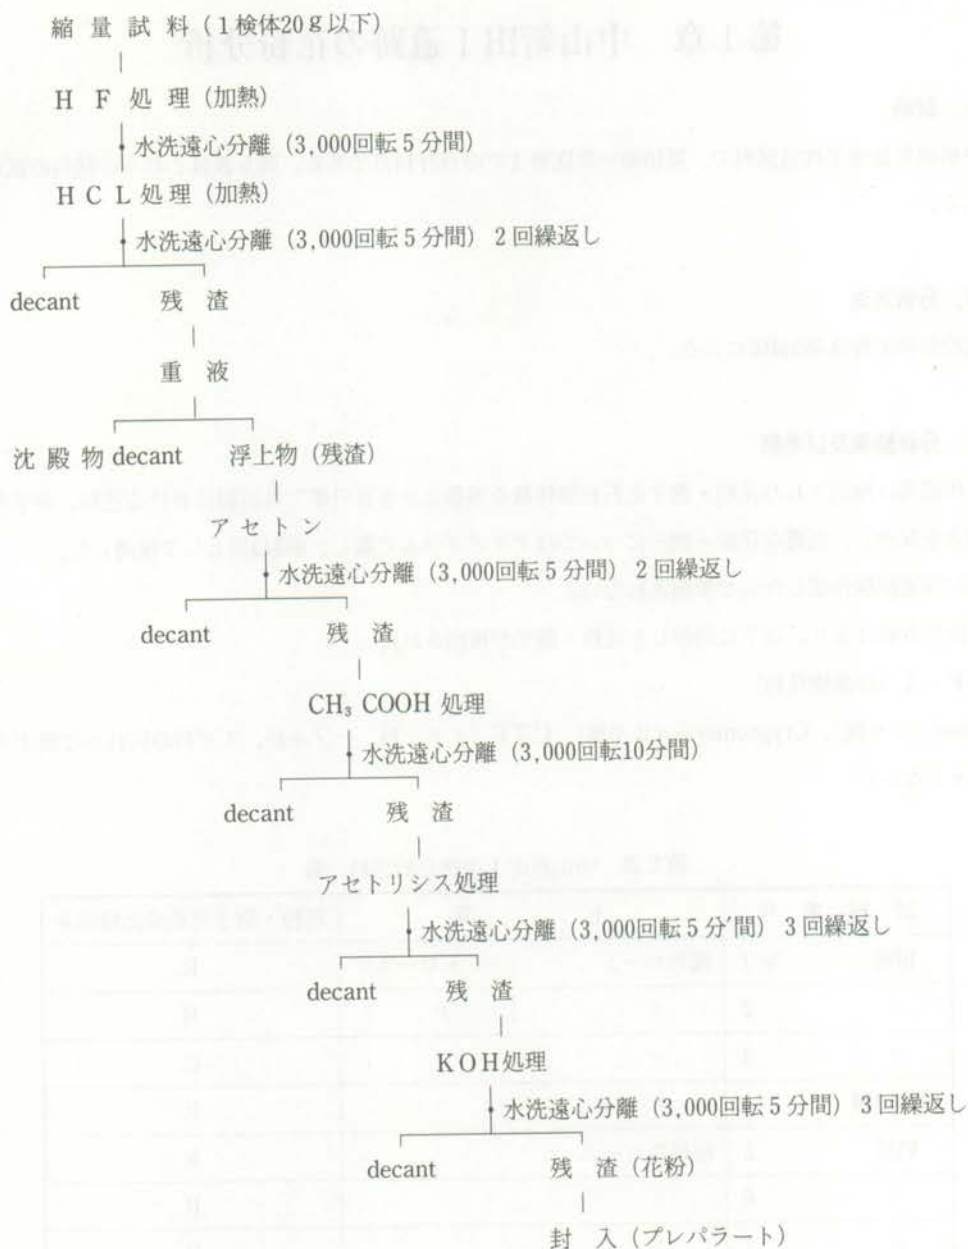 縮量試料（1検体20g以下）
HF処理（加熱）
水洗遠心分離（3,000回転5分間）
HCL処理（加熱）
水洗遠心分離（3,000回転5分間）2回繰返し
decant 残渣
重液
沈殿物 decant 浮上物（残渣）
アセトン
水洗遠心分離（3,000回転5分間）2回繰返し
decant 残渣
CH₃ COOH 処理
水洗遠心分離（3,000回転10分間）
decant 残渣
アセトリシス処理
水洗遠心分離（3,000回転5分′間）3回繰返し
decant 残渣
KOH処理
水洗遠心分離（3,000回転5分間）3回繰返し
decant 残渣（花粉）
封入（プレパラート）